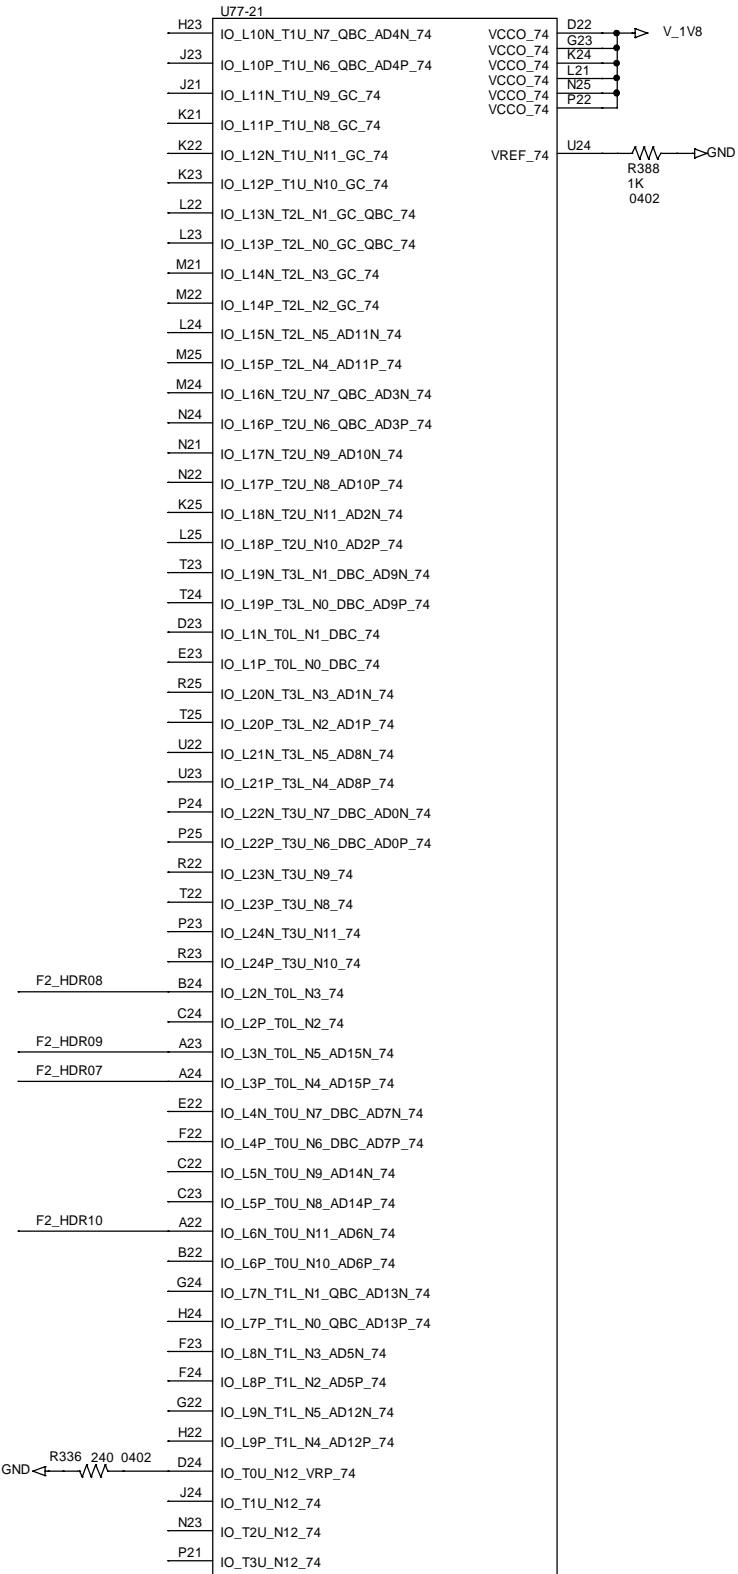 U77-21
H23 IO_L10N_T1U_N7_QBC_AD4N_74 VCCO_74 D22 V_1V8
VCCO_74 G23
J23 IO_L10P_T1U_N6_QBC_AD4P_74 VCCO_74 K24
VCCO_74 L21
J21 IO_L11N_T1U_N9_GC_74 VCCO_74 N25
VCCO_74 P22
K21 IO_L11P_T1U_N8_GC_74
K22 IO_L12N_T1U_N11_GC_74 VREF_74 U24 GND
R388
1K
0402
K23 IO_L12P_T1U_N10_GC_74
L22 IO_L13N_T2L_N1_GC_QBC_74
L23 IO_L13P_T2L_N0_GC_QBC_74
M21 IO_L14N_T2L_N3_GC_74
M22 IO_L14P_T2L_N2_GC_74
L24 IO_L15N_T2L_N5_AD11N_74
M25 IO_L15P_T2L_N4_AD11P_74
M24 IO_L16N_T2U_N7_QBC_AD3N_74
N24 IO_L16P_T2U_N6_QBC_AD3P_74
N21 IO_L17N_T2U_N9_AD10N_74
N22 IO_L17P_T2U_N8_AD10P_74
K25 IO_L18N_T2U_N11_AD2N_74
L25 IO_L18P_T2U_N10_AD2P_74
T23 IO_L19N_T3L_N1_DBC_AD9N_74
T24 IO_L19P_T3L_N0_DBC_AD9P_74
D23 IO_L1N_T0L_N1_DBC_74
E23 IO_L1P_T0L_N0_DBC_74
R25 IO_L20N_T3L_N3_AD1N_74
T25 IO_L20P_T3L_N2_AD1P_74
U22 IO_L21N_T3L_N5_AD8N_74
U23 IO_L21P_T3L_N4_AD8P_74
P24 IO_L22N_T3U_N7_DBC_AD0N_74
P25 IO_L22P_T3U_N6_DBC_AD0P_74
R22 IO_L23N_T3U_N9_74
T22 IO_L23P_T3U_N8_74
P23 IO_L24N_T3U_N11_74
R23 IO_L24P_T3U_N10_74
F2_HDR08 B24 IO_L2N_T0L_N3_74
C24 IO_L2P_T0L_N2_74
F2_HDR09 A23 IO_L3N_T0L_N5_AD15N_74
F2_HDR07 A24 IO_L3P_T0L_N4_AD15P_74
E22 IO_L4N_T0U_N7_DBC_AD7N_74
F22 IO_L4P_T0U_N6_DBC_AD7P_74
C22 IO_L5N_T0U_N9_AD14N_74
C23 IO_L5P_T0U_N8_AD14P_74
F2_HDR10 A22 IO_L6N_T0U_N11_AD6N_74
B22 IO_L6P_T0U_N10_AD6P_74
G24 IO_L7N_T1L_N1_QBC_AD13N_74
H24 IO_L7P_T1L_N0_QBC_AD13P_74
F23 IO_L8N_T1L_N3_AD5N_74
F24 IO_L8P_T1L_N2_AD5P_74
G22 IO_L9N_T1L_N5_AD12N_74
H22 IO_L9P_T1L_N4_AD12P_74
GND R336 240 0402 D24 IO_T0U_N12_VRP_74
J24 IO_T1U_N12_74
N23 IO_T2U_N12_74
P21 IO_T3U_N12_74